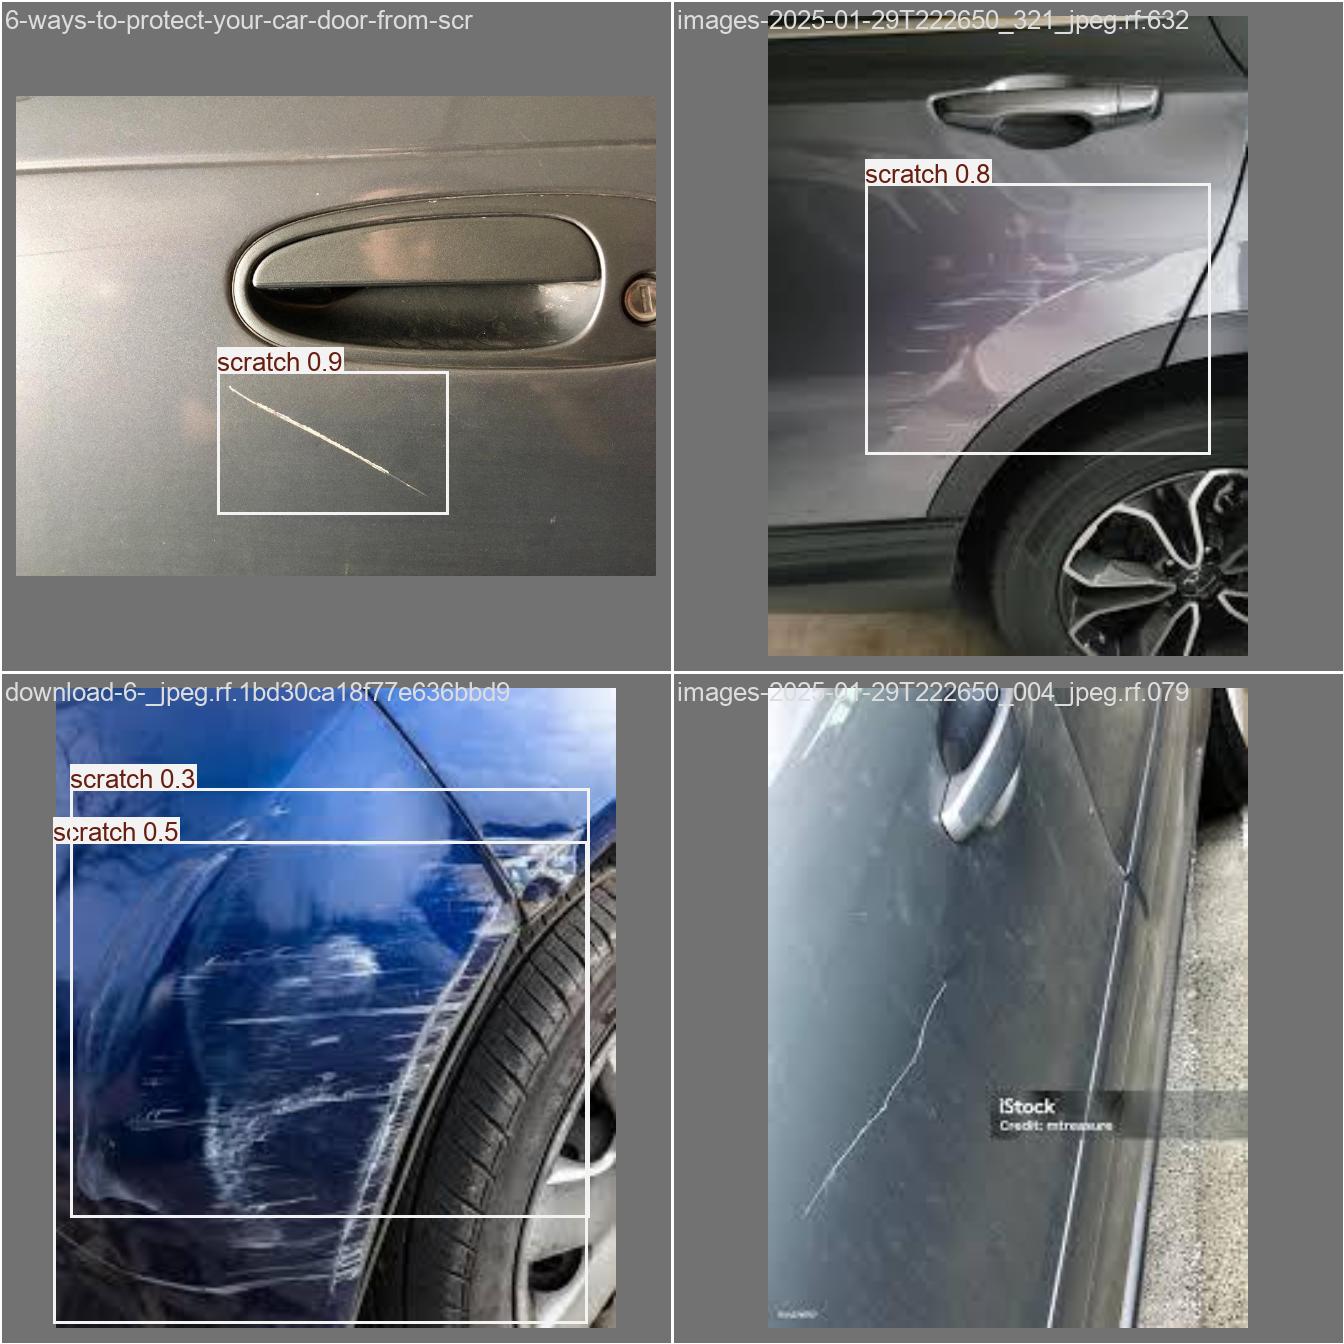 6-ways-to-protect-your-car-door-from-scr
images-2025-01-29T222650_321_jpeg.rf.632
scratch 0.9
scratch 0.8
download-6-_jpeg.rf.1bd30ca18f77e636bbd9
images-2025-01-29T222650_004_jpeg.rf.079
scratch 0.3
scratch 0.5
iStock
Credit: mtreasure